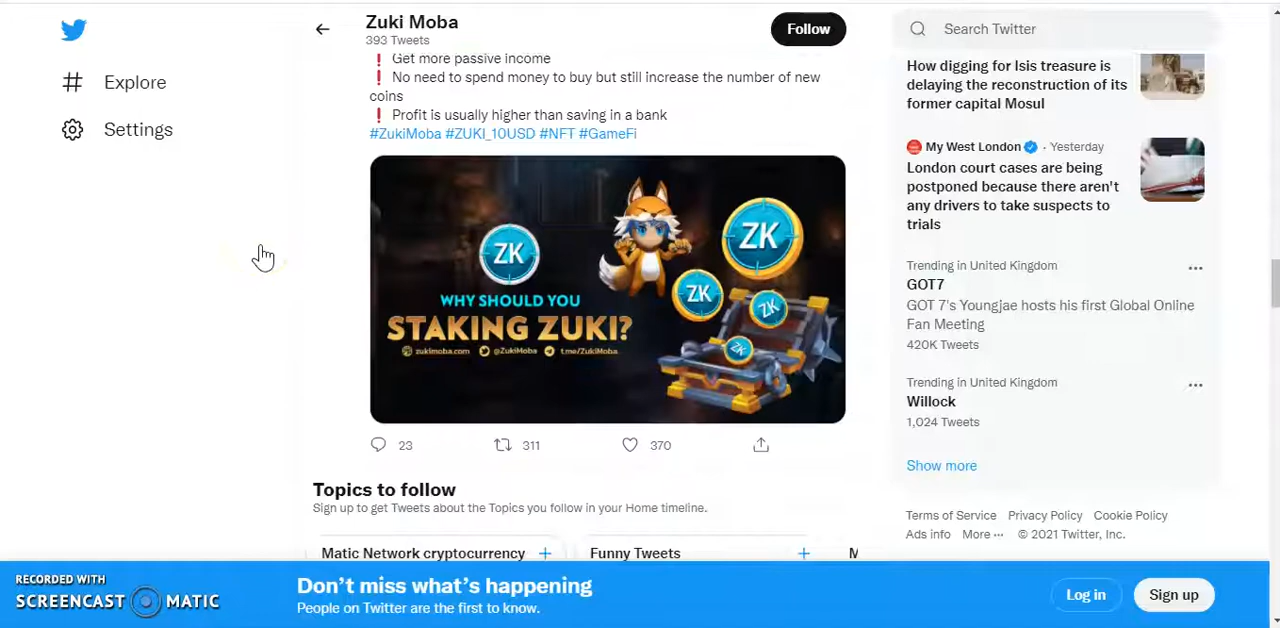 Zuki Moba
393 Tweets
Follow
Search Twitter
Explore
Settings
❗ Get more passive income
❗ No need to spend money to buy but still increase the number of new
coins
❗ Profit is usually higher than saving in a bank
#ZukiMoba #ZUKI_10USD #NFT #GameFi
ZK
ZK
ZK
ZK
ZK
WHY SHOULD YOU
STAKING ZUKI?
zukimoba.com @ZukiMoba t.me/ZukiMoba
23 311 370
Topics to follow
Sign up to get Tweets about the Topics you follow in your Home timeline.
Matic Network cryptocurrency + Funny Tweets + M
How digging for Isis treasure is
delaying the reconstruction of its
former capital Mosul
My West London · Yesterday
London court cases are being
postponed because there aren't
any drivers to take suspects to
trials
Trending in United Kingdom
GOT7
GOT 7's Youngjae hosts his first Global Online
Fan Meeting
420K Tweets
Trending in United Kingdom
Willock
1,024 Tweets
Show more
Terms of Service Privacy Policy Cookie Policy
Ads info More ··· © 2021 Twitter, Inc.
RECORDED WITH
SCREENCAST MATIC
Don't miss what's happening
People on Twitter are the first to know.
Log in
Sign up